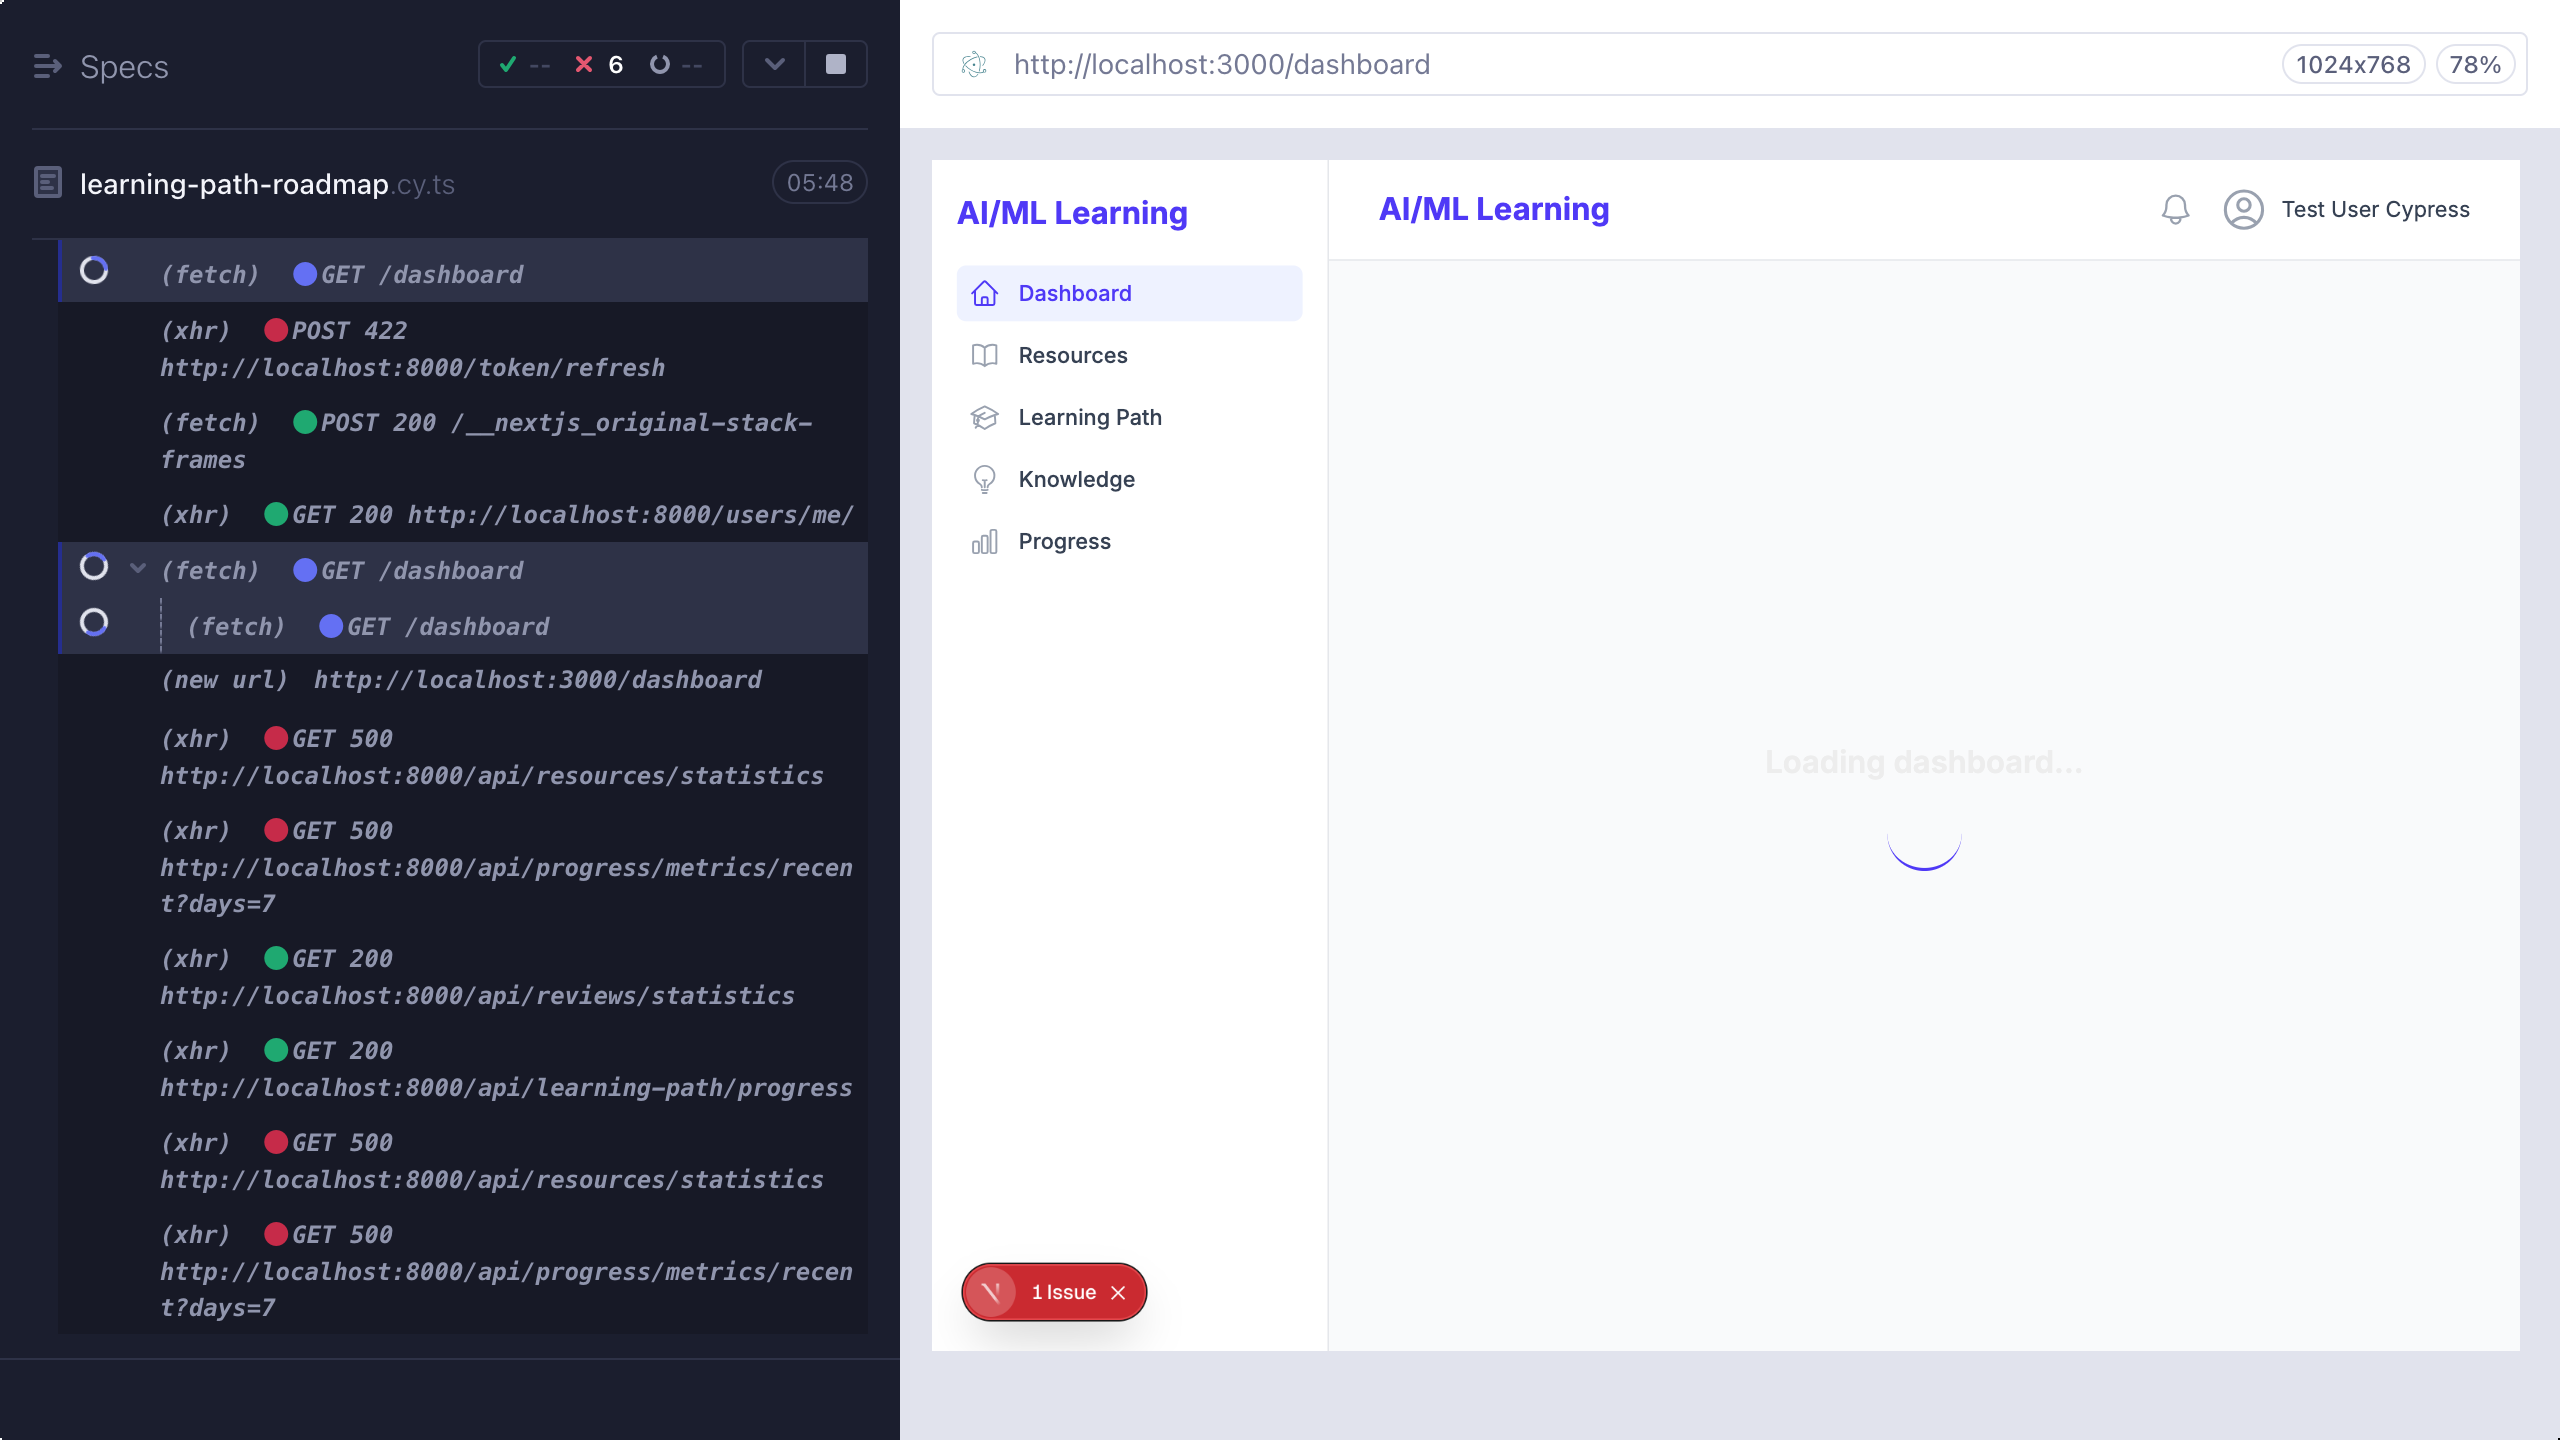 Specs
-- 6 --
learning-path-roadmap.cy.ts 05:48
(fetch) GET /dashboard
(xhr) POST 422
http://localhost:8000/token/refresh
(fetch) POST 200 /__nextjs_original-stack-
frames
(xhr) GET 200 http://localhost:8000/users/me/
(fetch) GET /dashboard
(fetch) GET /dashboard
(new url) http://localhost:3000/dashboard
(xhr) GET 500
http://localhost:8000/api/resources/statistics
(xhr) GET 500
http://localhost:8000/api/progress/metrics/recen
t?days=7
(xhr) GET 200
http://localhost:8000/api/reviews/statistics
(xhr) GET 200
http://localhost:8000/api/learning-path/progress
(xhr) GET 500
http://localhost:8000/api/resources/statistics
(xhr) GET 500
http://localhost:8000/api/progress/metrics/recen
t?days=7
http://localhost:3000/dashboard
1024x768 78%
AI/ML Learning
Dashboard
Resources
Learning Path
Knowledge
Progress
1 Issue
AI/ML Learning
Test User Cypress
Loading dashboard...